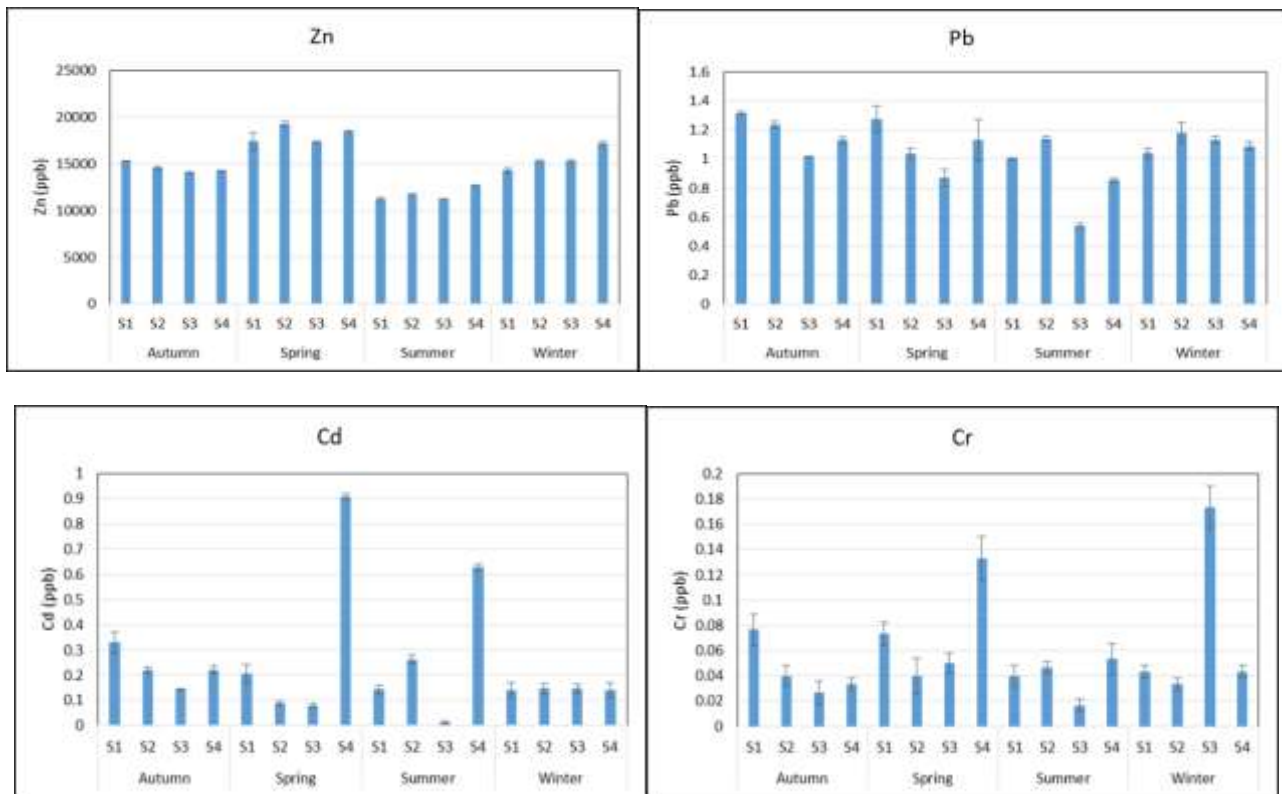 Zn
25000
20000
15000
10000
5000
0
Zn (ppb)
S1 S2 S3 S4 S1 S2 S3 S4 S1 S2 S3 S4 S1 S2 S3 S4
Autumn Spring Summer Winter
Pb
1.6
1.4
1.2
1
0.8
0.6
0.4
0.2
0
Pb (ppb)
S1 S2 S3 S4 S1 S2 S3 S4 S1 S2 S3 S4 S1 S2 S3 S4
Autumn Spring Summer Winter
Cd
1
0.9
0.8
0.7
0.6
0.5
0.4
0.3
0.2
0.1
0
Cd (ppb)
S1 S2 S3 S4 S1 S2 S3 S4 S1 S2 S3 S4 S1 S2 S3 S4
Autumn Spring Summer Winter
Cr
0.2
0.18
0.16
0.14
0.12
0.1
0.08
0.06
0.04
0.02
0
Cr (ppb)
S1 S2 S3 S4 S1 S2 S3 S4 S1 S2 S3 S4 S1 S2 S3 S4
Autumn Spring Summer Winter